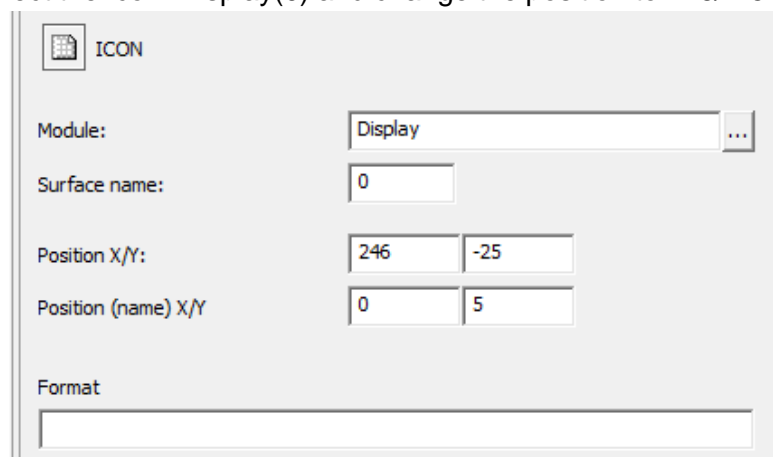 ICON
Module:
Display
...
Surface name:
0
Position X/Y:
246
-25
Position (name) X/Y
0
5
Format